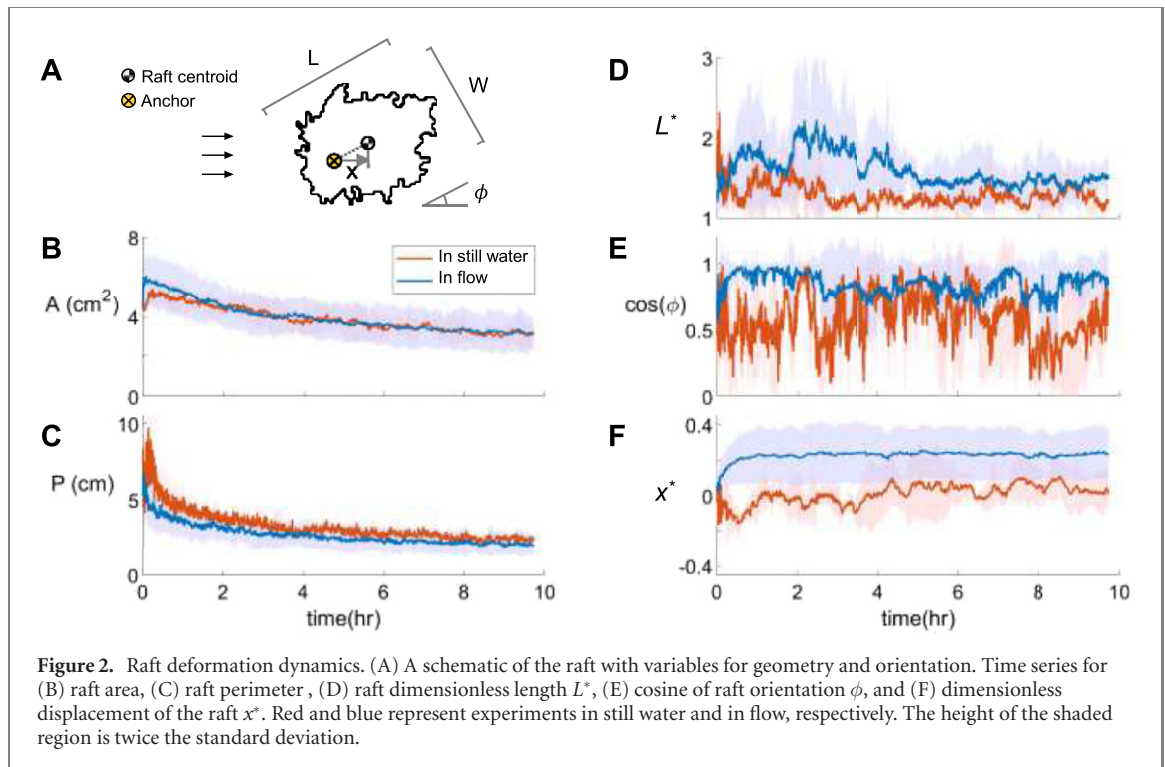 A
Raft centroid
Anchor
L
W
x
ϕ
B
8
4
0
A (cm²)
In still water
In flow
C
10
5
0
P (cm)
0 2 4 6 8 10
time(hr)
D
3
2
1
L*
E
1
0.5
0
cos(ϕ)
F
0.4
0
-0.4
x*
0 2 4 6 8 10
time(hr)
Figure 2. Raft deformation dynamics. (A) A schematic of the raft with variables for geometry and orientation. Time series for
(B) raft area, (C) raft perimeter , (D) raft dimensionless length L*, (E) cosine of raft orientation ϕ, and (F) dimensionless
displacement of the raft x*. Red and blue represent experiments in still water and in flow, respectively. The height of the shaded
region is twice the standard deviation.